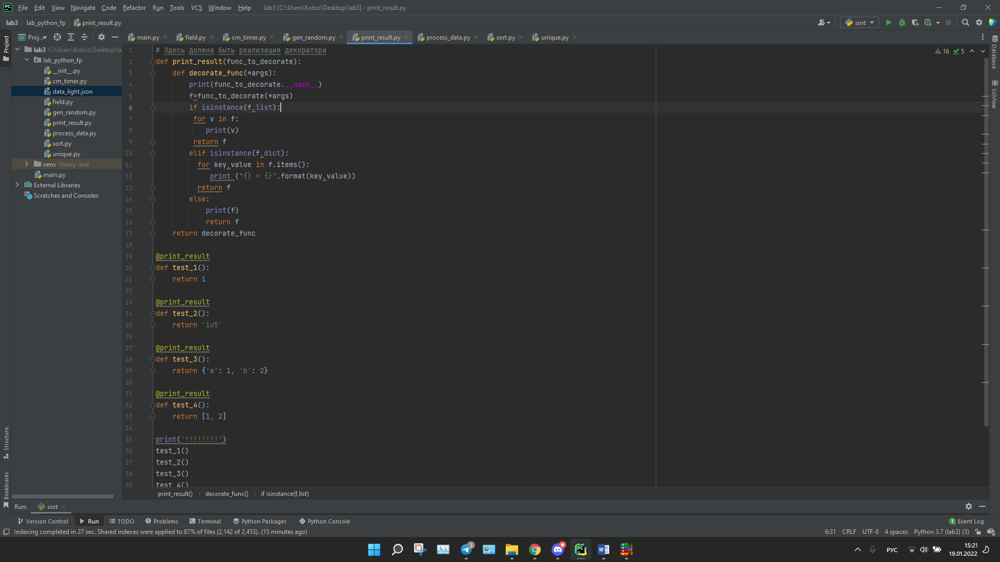 PC File Edit View Navigate Code Refactor Run Tools VCS Window Help lab3 [C:\Users\Kotos\Desktop\lab3] - print_result.py
lab3 lab_python_fp print_result.py sort
Project Proj... main.py field.py cm_timer.py gen_random.py print_result.py process_data.py sort.py unique.py
lab3 C:\Users\Kotos\Desktop\la
lab_python_fp
__init__.py
cm_timer.py
data_light.json
field.py
gen_random.py
print_result.py
process_data.py
sort.py
unique.py
venv library root
main.py
External Libraries
Scratches and Consoles
Structure
Bookmarks
16 5
Database
SciView
1 # Здесь должна быть реализация декоратора
2 def print_result(func_to_decorate):
3 def decorate_func(*args):
4 print(func_to_decorate.__name__)
5 f=func_to_decorate(*args)
6 if isinstance(f,list):
7 for v in f:
8 print(v)
9 return f
10 elif isinstance(f,dict):
11 for key,value in f.items():
12 print ("{} = {}".format(key,value))
13 return f
14 else:
15 print(f)
16 return f
17 return decorate_func
18
19 @print_result
20 def test_1():
21 return 1
22
23 @print_result
24 def test_2():
25 return 'iu5'
26
27 @print_result
28 def test_3():
29 return {'a': 1, 'b': 2}
30
31 @print_result
32 def test_4():
33 return [1, 2]
34
35 print('!!!!!!!!')
36 test_1()
37 test_2()
38 test_3()
39 test_4()
print_result() decorate_func() if isinstance(f,list)
Run: sort
Version Control Run TODO Problems Terminal Python Packages Python Console 1 Event Log
Indexing completed in 27 sec. Shared indexes were applied to 87% of files (2,142 of 2,453). (15 minutes ago) 6:31 CRLF UTF-8 4 spaces Python 3.7 (lab3) (3)
3 PC РУС 15:21
19.01.2022